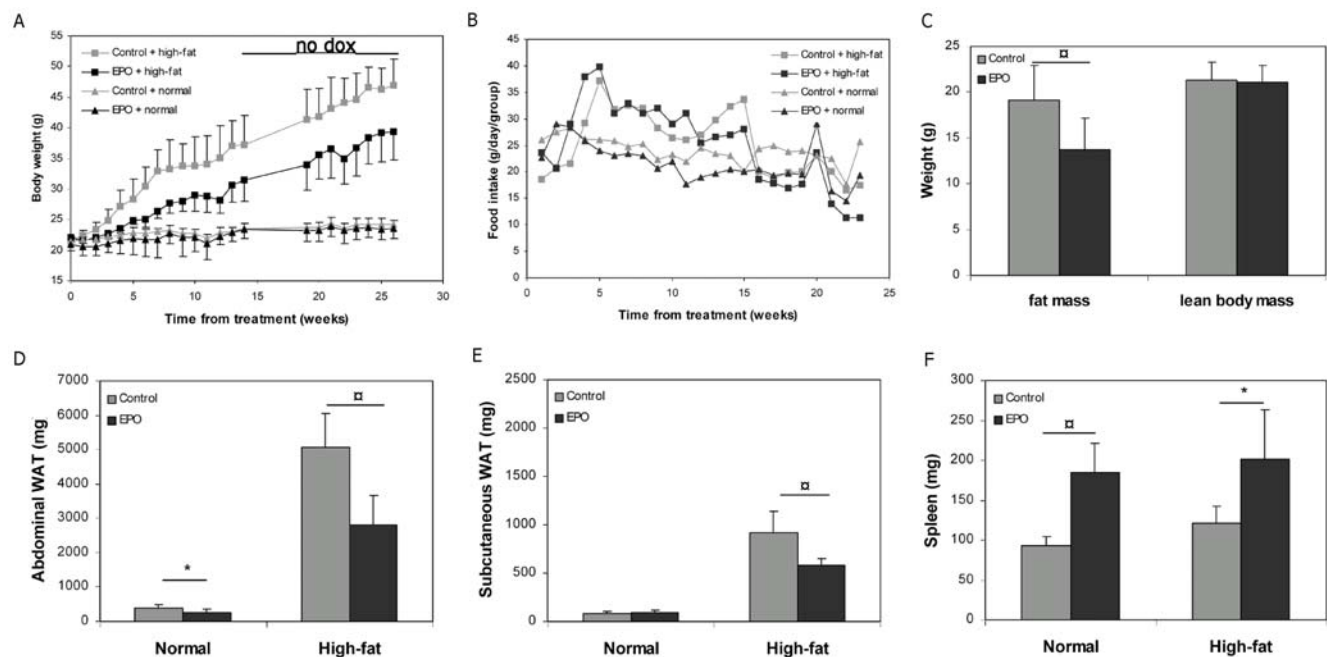 A
no dox
Control + high-fat
EPO + high-fat
Control + normal
EPO + normal
Body weight (g)
55
50
45
40
35
30
25
20
15
0 5 10 15 20 25 30
Time from treatment (weeks)
B
Control + high-fat
EPO + high-fat
Control + normal
EPO + normal
Food intake (g/day/group)
45
40
35
30
25
20
15
10
5
0
0 5 10 15 20 25
Time from treatment (weeks)
C
Control
EPO
¤
Weight (g)
25
20
15
10
5
0
fat mass lean body mass
D
Control
EPO
¤
*
Abdominal WAT (mg
7000
6000
5000
4000
3000
2000
1000
0
Normal High-fat
E
Control
EPO
¤
Subcutaneous WAT (mg)
2500
2000
1500
1000
500
0
Normal High-fat
F
Control
EPO
¤ *
Spleen (mg)
300
250
200
150
100
50
0
Normal High-fat